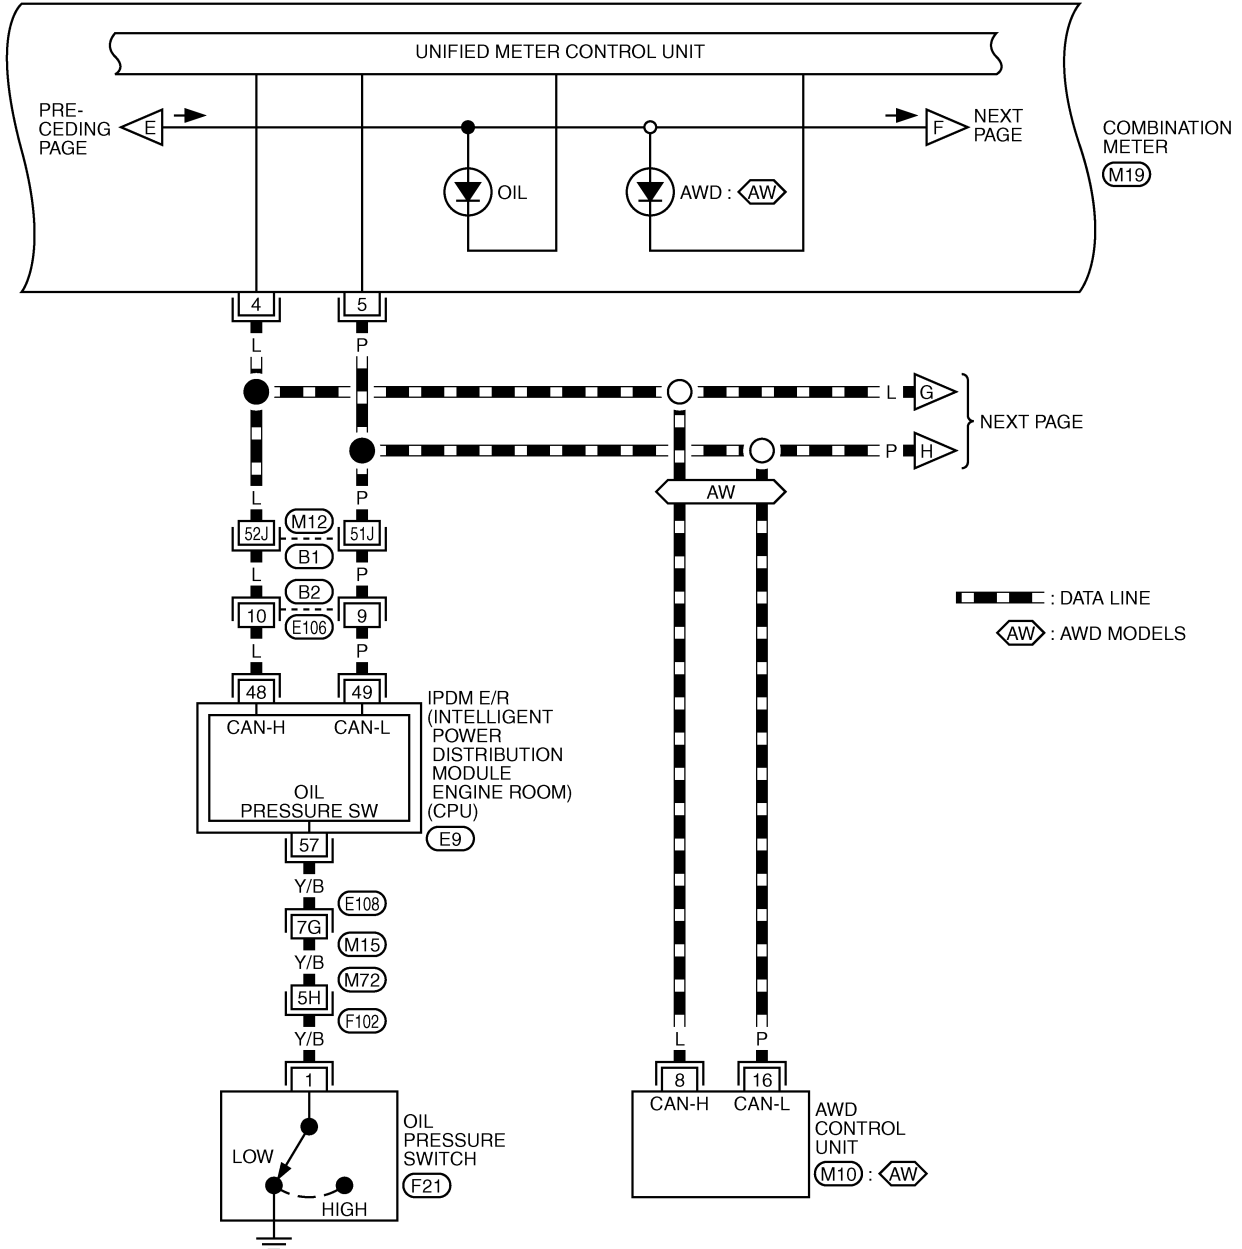 UNIFIED METER CONTROL UNIT
PRE-
CEDING
PAGE
E
F
NEXT
PAGE
COMBINATION
METER
M19
OIL
AWD : AW
4
5
L
P
L
G
NEXT PAGE
P
H
L
P
AW
52J
M12
51J
B1
L
P
B2
10
9
E106
: DATA LINE
AW : AWD MODELS
L
P
48
49
CAN-H
CAN-L
IPDM E/R
(INTELLIGENT
POWER
DISTRIBUTION
MODULE
ENGINE ROOM)
(CPU)
E9
OIL
PRESSURE SW
57
Y/B
E108
7G
M15
Y/B
M72
5H
F102
Y/B
L
P
1
8
16
CAN-H
CAN-L
AWD
CONTROL
UNIT
M10 : AW
OIL
PRESSURE
SWITCH
F21
LOW
HIGH